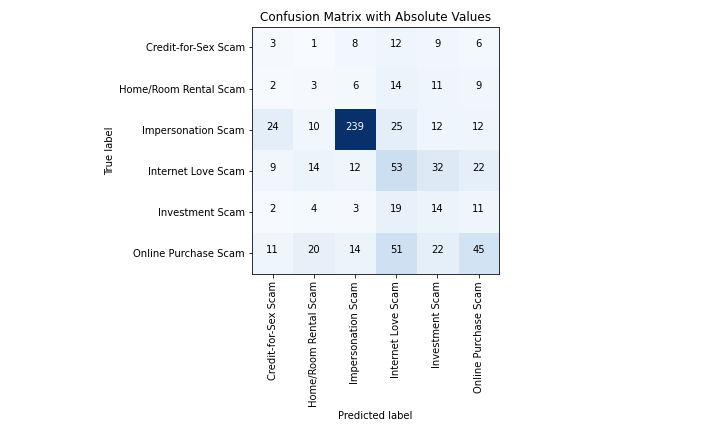 Confusion Matrix with Absolute Values
True label
Credit-for-Sex Scam 3 1 8 12 9 6
Home/Room Rental Scam 2 3 6 14 11 9
Impersonation Scam 24 10 239 25 12 12
Internet Love Scam 9 14 12 53 32 22
Investment Scam 2 4 3 19 14 11
Online Purchase Scam 11 20 14 51 22 45
Credit-for-Sex Scam
Home/Room Rental Scam
Impersonation Scam
Internet Love Scam
Investment Scam
Online Purchase Scam
Predicted label